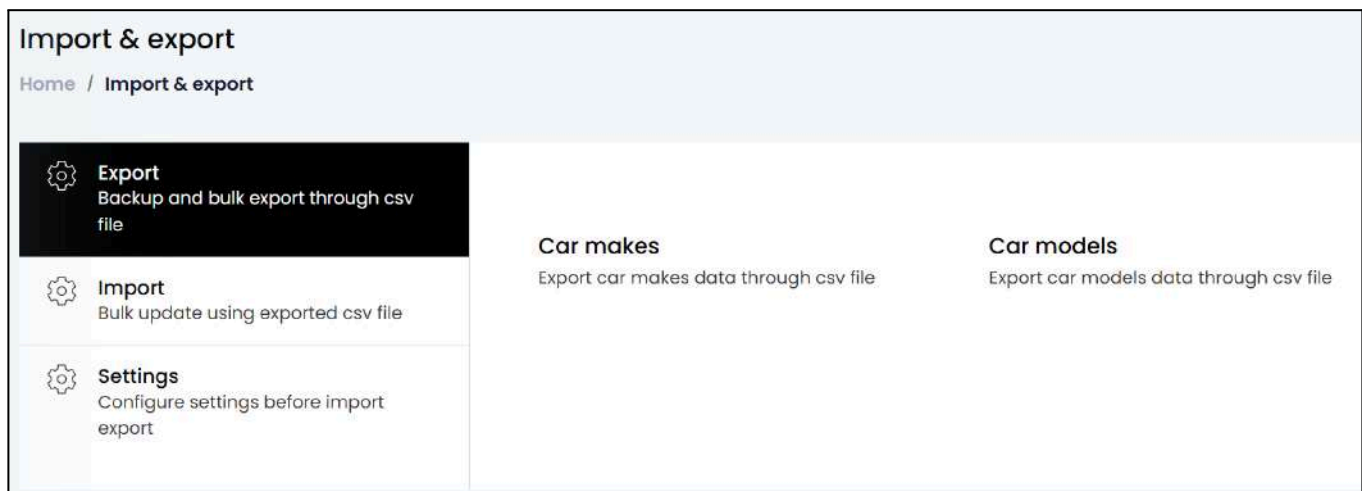 Import & export
Home / Import & export
Export
Backup and bulk export through csv
file
Import
Bulk update using exported csv file
Settings
Configure settings before import
export
Car makes
Export car makes data through csv file
Car models
Export car models data through csv file